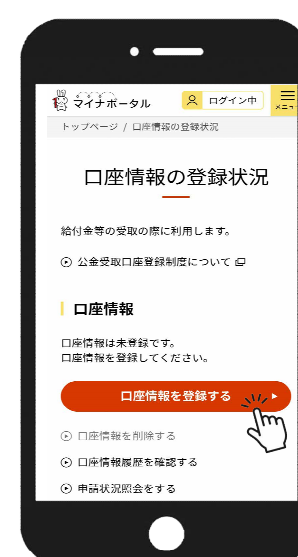 マイナポータル
ログイン中
メニュー
トップページ / 口座情報の登録状況
口座情報の登録状況
給付金等の受取の際に利用します。
公金受取口座登録制度について
口座情報
口座情報は未登録です。
口座情報を登録してください。
口座情報を登録する
口座情報を削除する
口座情報履歴を確認する
申請状況照会をする